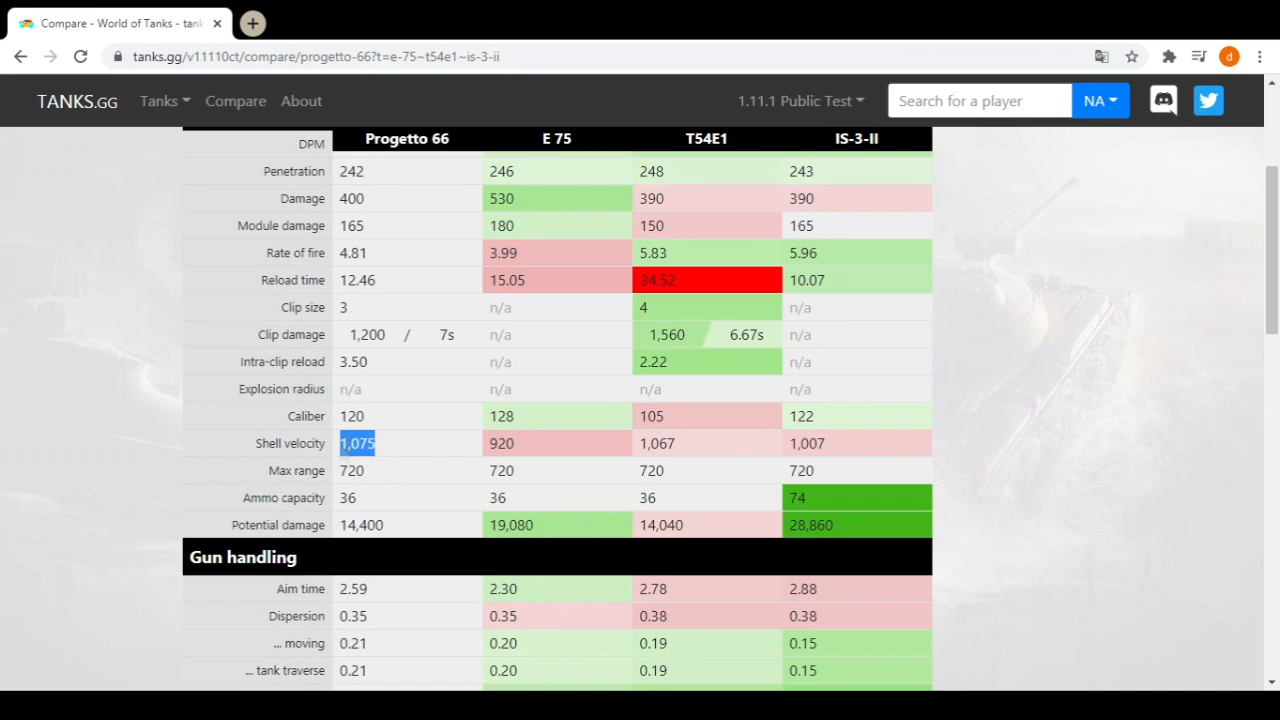 Compare - World of Tanks - tank
tanks.gg/v11110ct/compare/progetto-66?t=e-75~t54e1~is-3-ii
d
TANKS.GG Tanks Compare About 1.11.1 Public Test Search for a player NA
DPM Progetto 66 E 75 T54E1 IS-3-II
Penetration 242 246 248 243
Damage 400 530 390 390
Module damage 165 180 150 165
Rate of fire 4.81 3.99 5.83 5.96
Reload time 12.46 15.05 34.52 10.07
Clip size 3 n/a 4 n/a
Clip damage 1,200 / 7s n/a 1,560 6.67s n/a
Intra-clip reload 3.50 n/a 2.22 n/a
Explosion radius n/a n/a n/a n/a
Caliber 120 128 105 122
Shell velocity 1,075 920 1,067 1,007
Max range 720 720 720 720
Ammo capacity 36 36 36 74
Potential damage 14,400 19,080 14,040 28,860
Gun handling
Aim time 2.59 2.30 2.78 2.88
Dispersion 0.35 0.35 0.38 0.38
... moving 0.21 0.20 0.19 0.15
... tank traverse 0.21 0.20 0.19 0.15